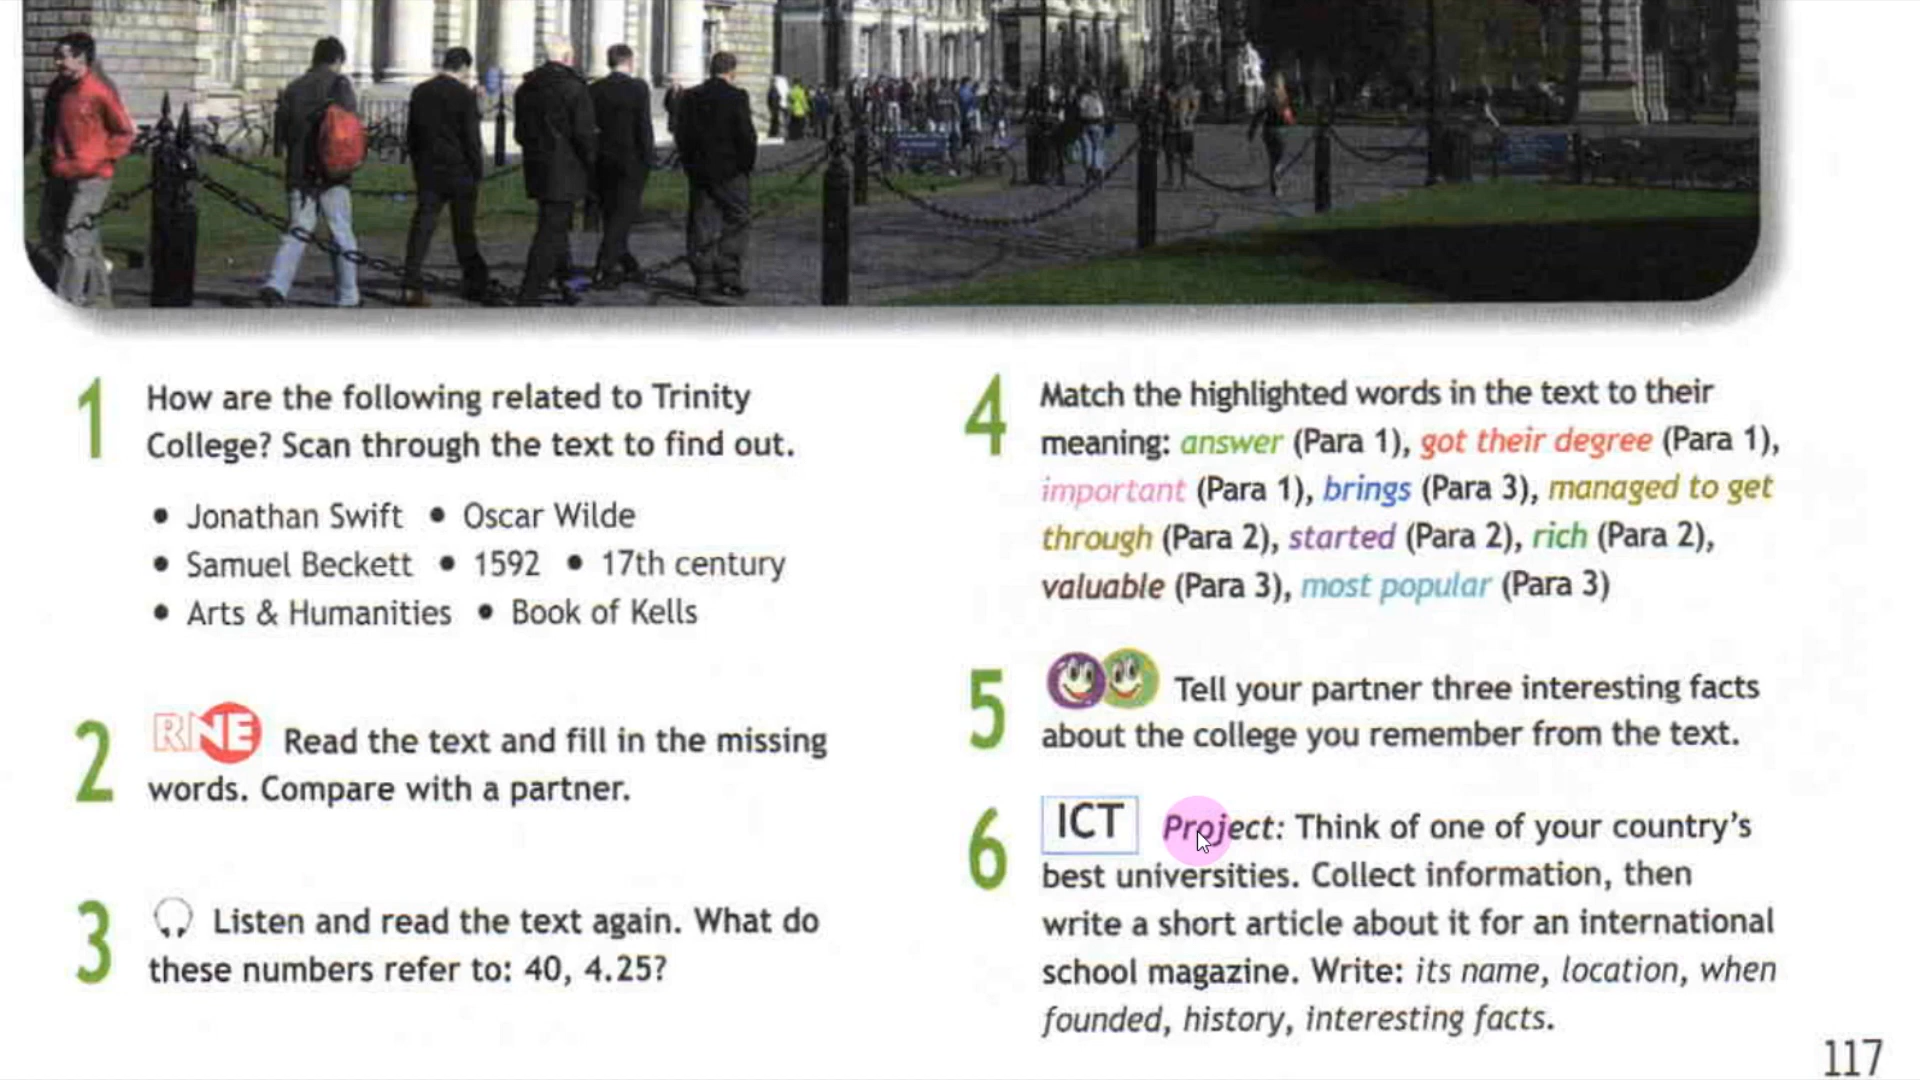 1 How are the following related to Trinity
College? Scan through the text to find out.
• Jonathan Swift • Oscar Wilde
• Samuel Beckett • 1592 • 17th century
• Arts & Humanities • Book of Kells
2 RNE Read the text and fill in the missing
words. Compare with a partner.
3 Listen and read the text again. What do
these numbers refer to: 40, 4.25?
4 Match the highlighted words in the text to their
meaning: answer (Para 1), got their degree (Para 1),
important (Para 1), brings (Para 3), managed to get
through (Para 2), started (Para 2), rich (Para 2),
valuable (Para 3), most popular (Para 3)
5 Tell your partner three interesting facts
about the college you remember from the text.
6 ICT Project: Think of one of your country's
best universities. Collect information, then
write a short article about it for an international
school magazine. Write: its name, location, when
founded, history, interesting facts.
117